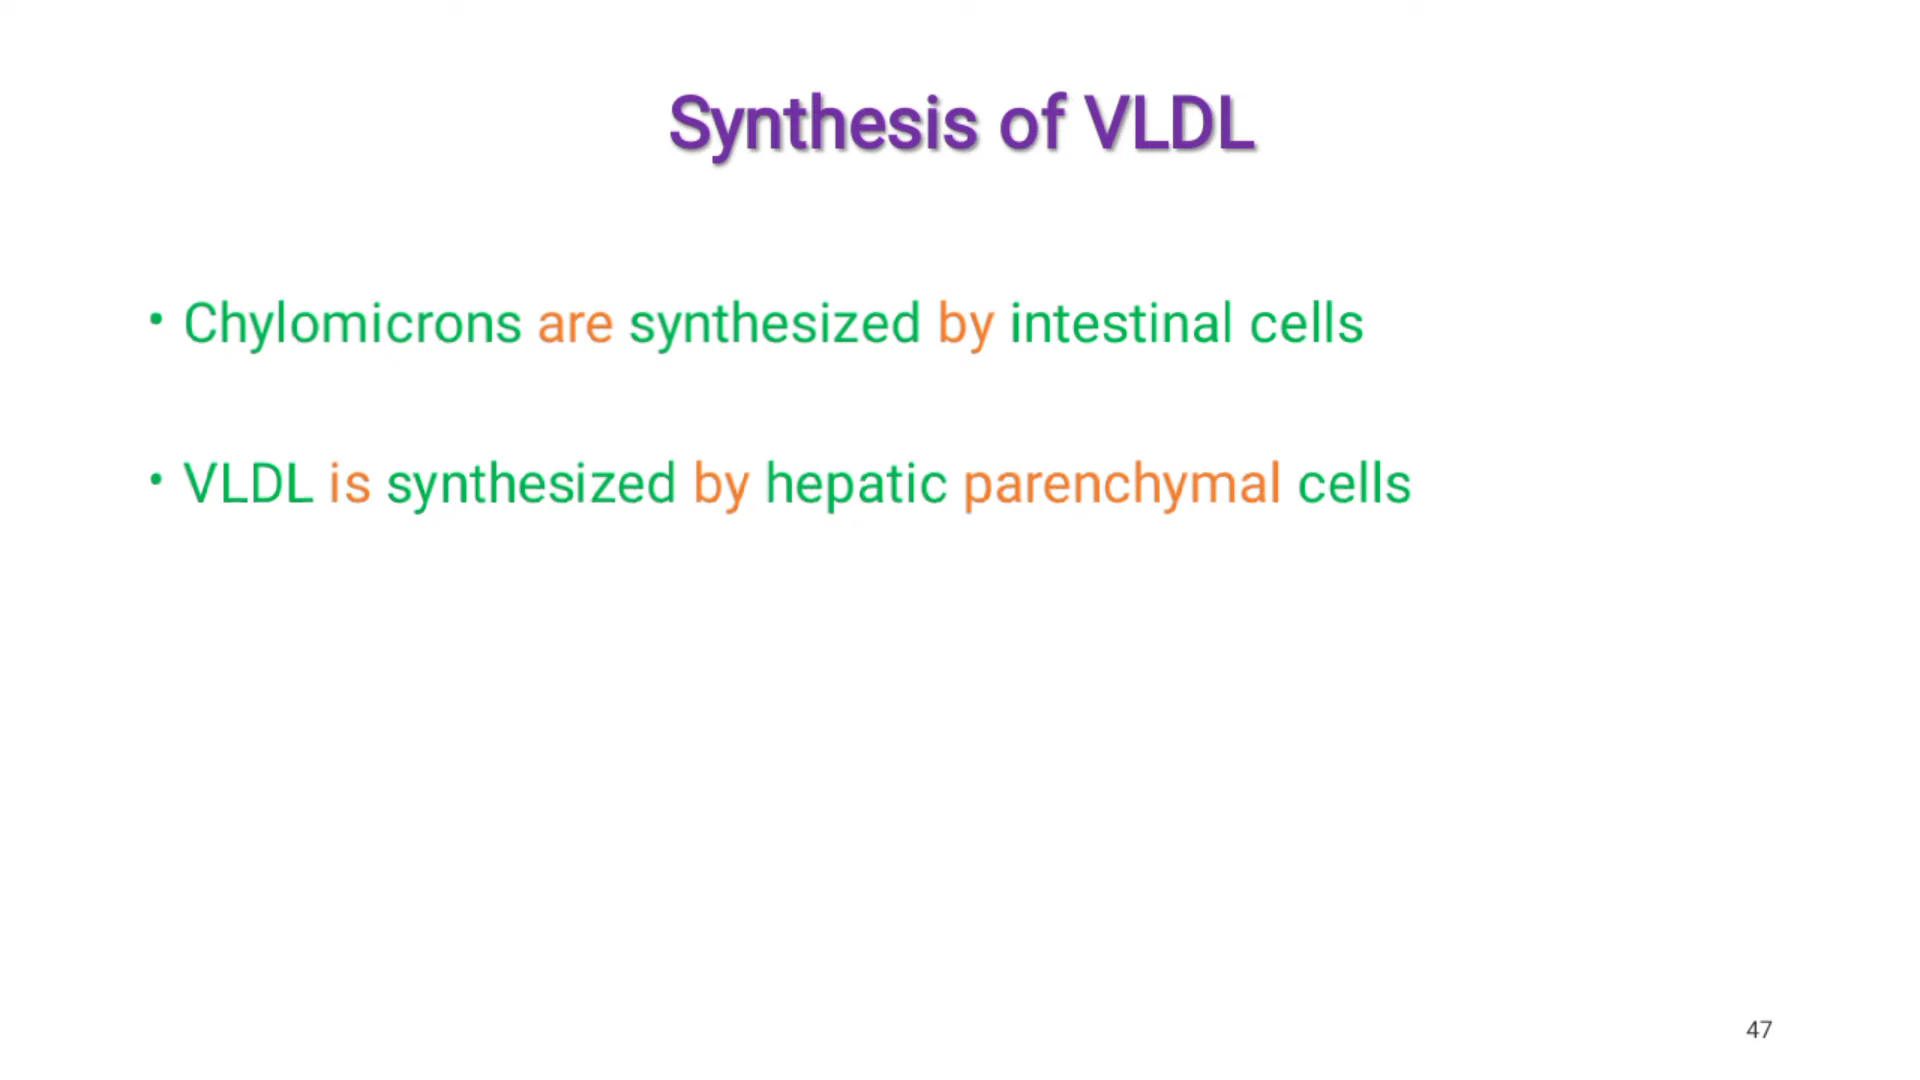 Synthesis of VLDL
• Chylomicrons are synthesized by intestinal cells
• VLDL is synthesized by hepatic parenchymal cells
47